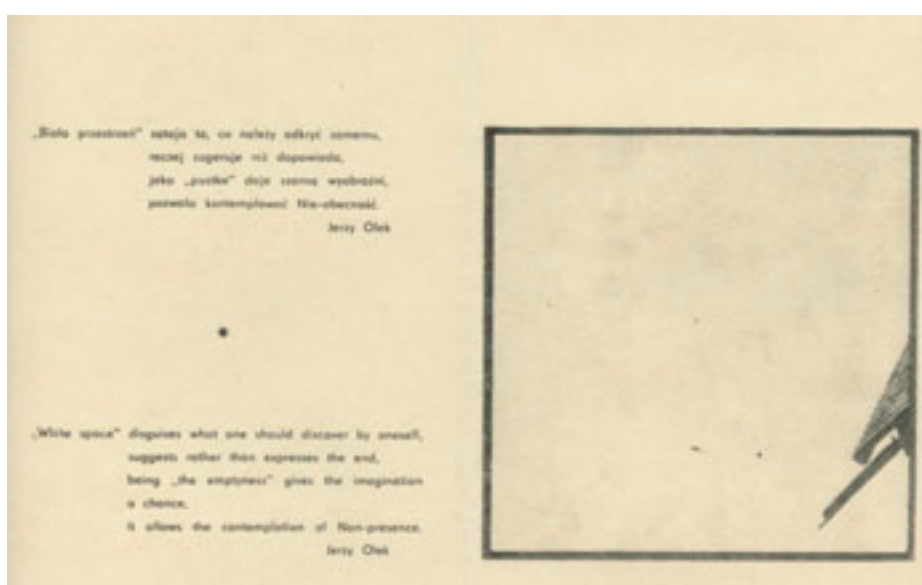 „Biała przestrzeń” zataja to, co należy odkryć samemu,
raczej sugeruje niż dopowiada,
jako „pustka” daje szansę wyobraźni,
pozwala kontemplować Nie-obecność.
Jerzy Olek
„White space” disguises what one should discover by oneself,
suggests rather than expresses the end,
being „the emptyness” gives the imagination
a chance,
it allows the contemplation of Non-presence.
Jerzy Olek